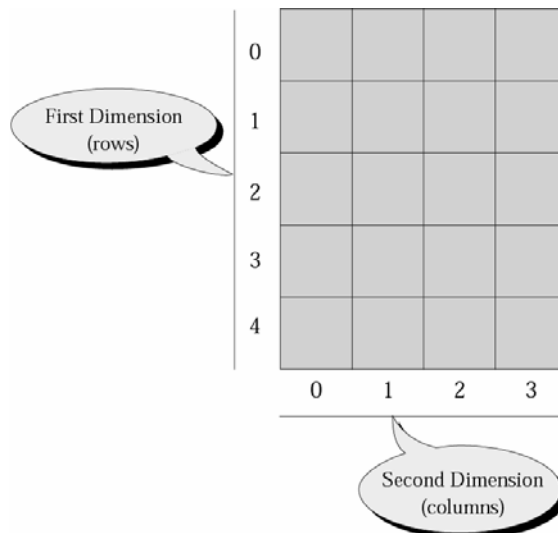 0
First Dimension
(rows)
1
2
3
4
0 1 2 3
Second Dimension
(columns)